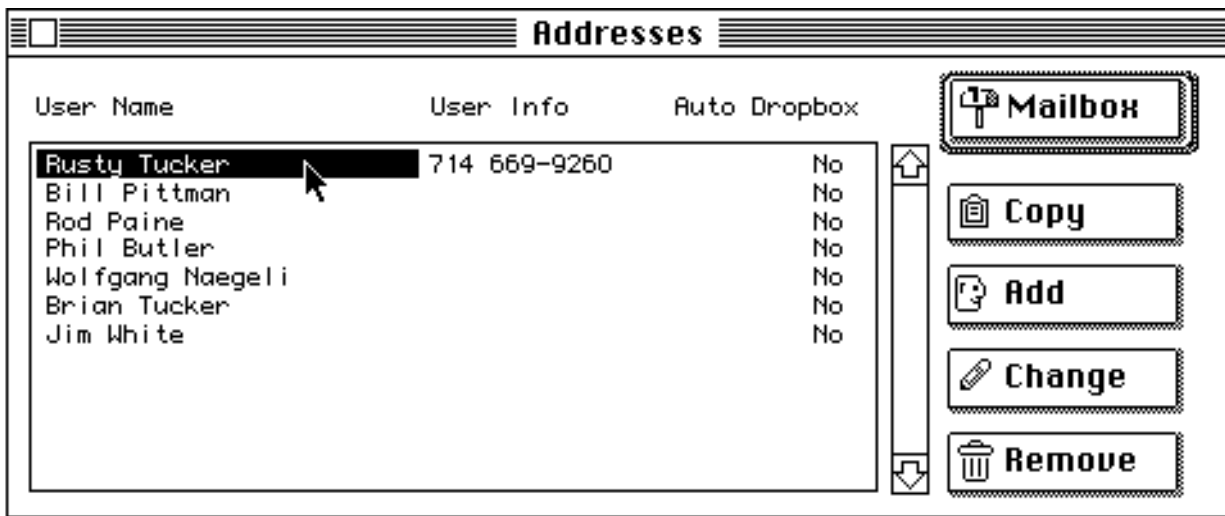 Addresses
User Name User Info Auto Dropbox
Rusty Tucker 714 669-9260 No
Bill Pittman No
Rod Paine No
Phil Butler No
Wolfgang Naegeli No
Brian Tucker No
Jim White No
Mailbox
Copy
Add
Change
Remove